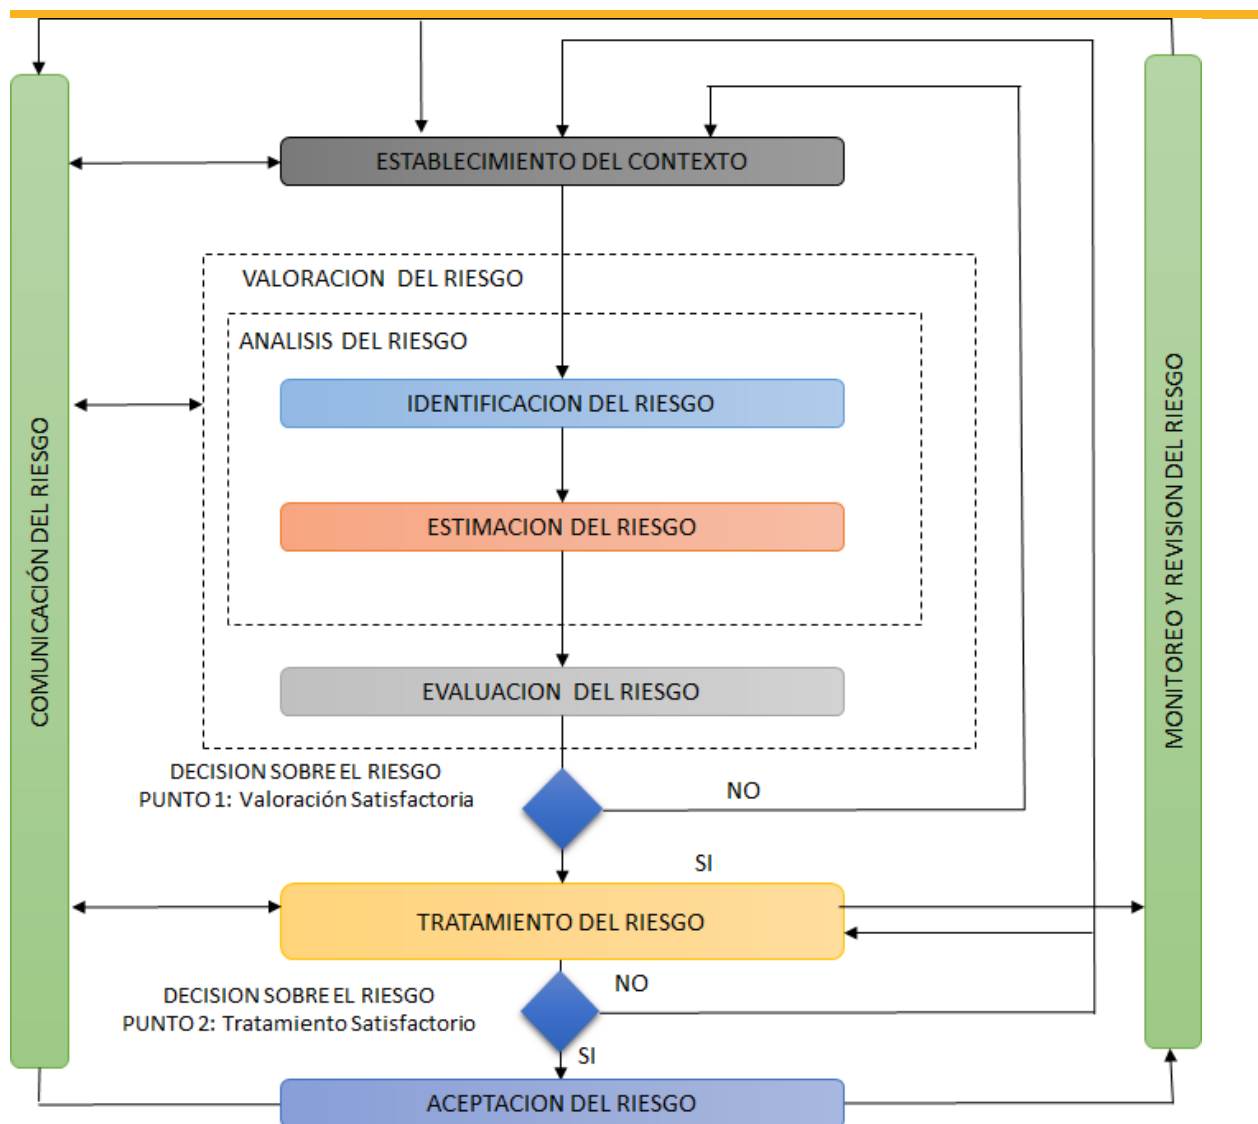 ESTABLECIMIENTO DEL CONTEXTO
VALORACION DEL RIESGO
ANALISIS DEL RIESGO
IDENTIFICACION DEL RIESGO
ESTIMACION DEL RIESGO
EVALUACION DEL RIESGO
DECISION SOBRE EL RIESGO
PUNTO 1: Valoración Satisfactoria
NO
SI
TRATAMIENTO DEL RIESGO
DECISION SOBRE EL RIESGO
PUNTO 2: Tratamiento Satisfactorio
NO
SI
ACEPTACION DEL RIESGO
COMUNICACIÓN DEL RIESGO
MONITOREO Y REVISION DEL RIESGO